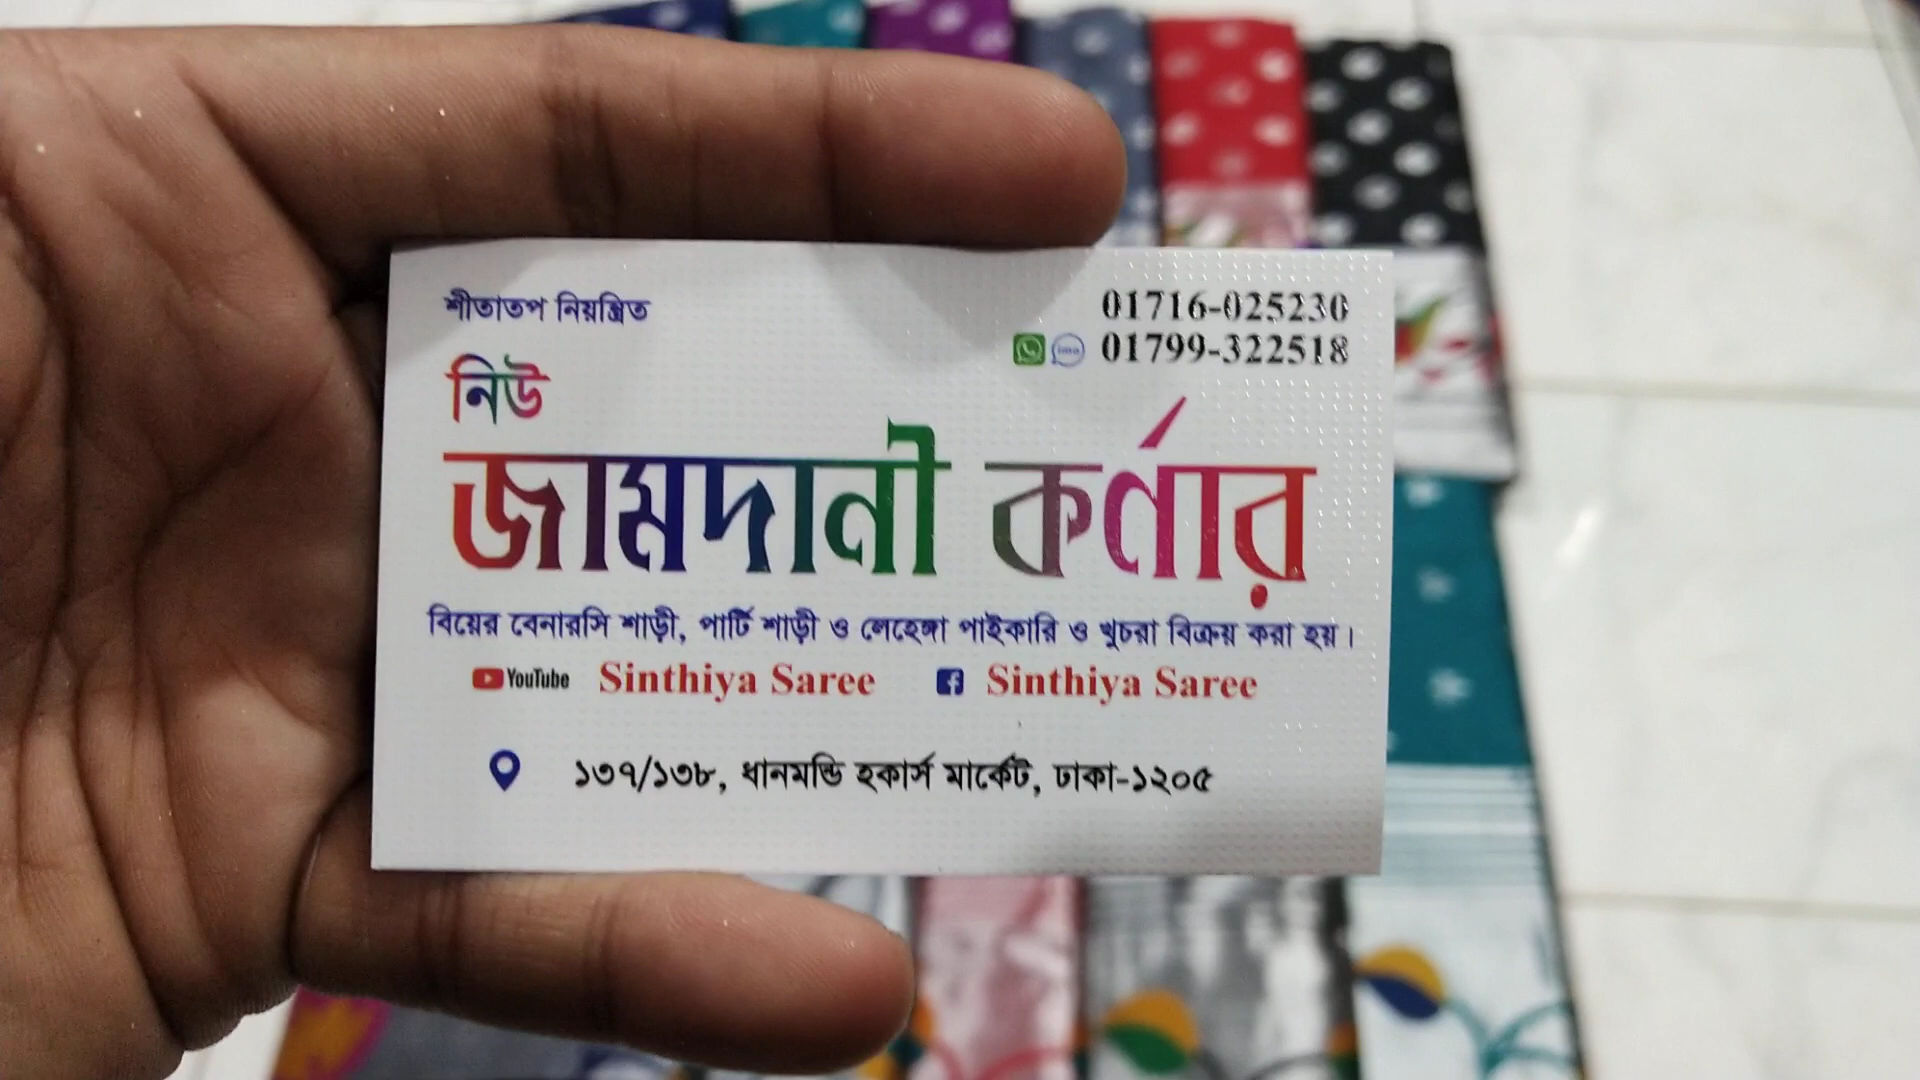 শীতাতপ নিয়ন্ত্রিত
01716-025230
01799-322518
নিউ
জামদানী কর্ণার
বিয়ের বেনারসি শাড়ী, পার্টি শাড়ী ও লেহেঙ্গা পাইকারি ও খুচরা বিক্রয় করা হয়।
YouTube Sinthiya Saree Sinthiya Saree
১৩৭/১৩৮, ধানমন্ডি হকার্স মার্কেট, ঢাকা-১২০৫